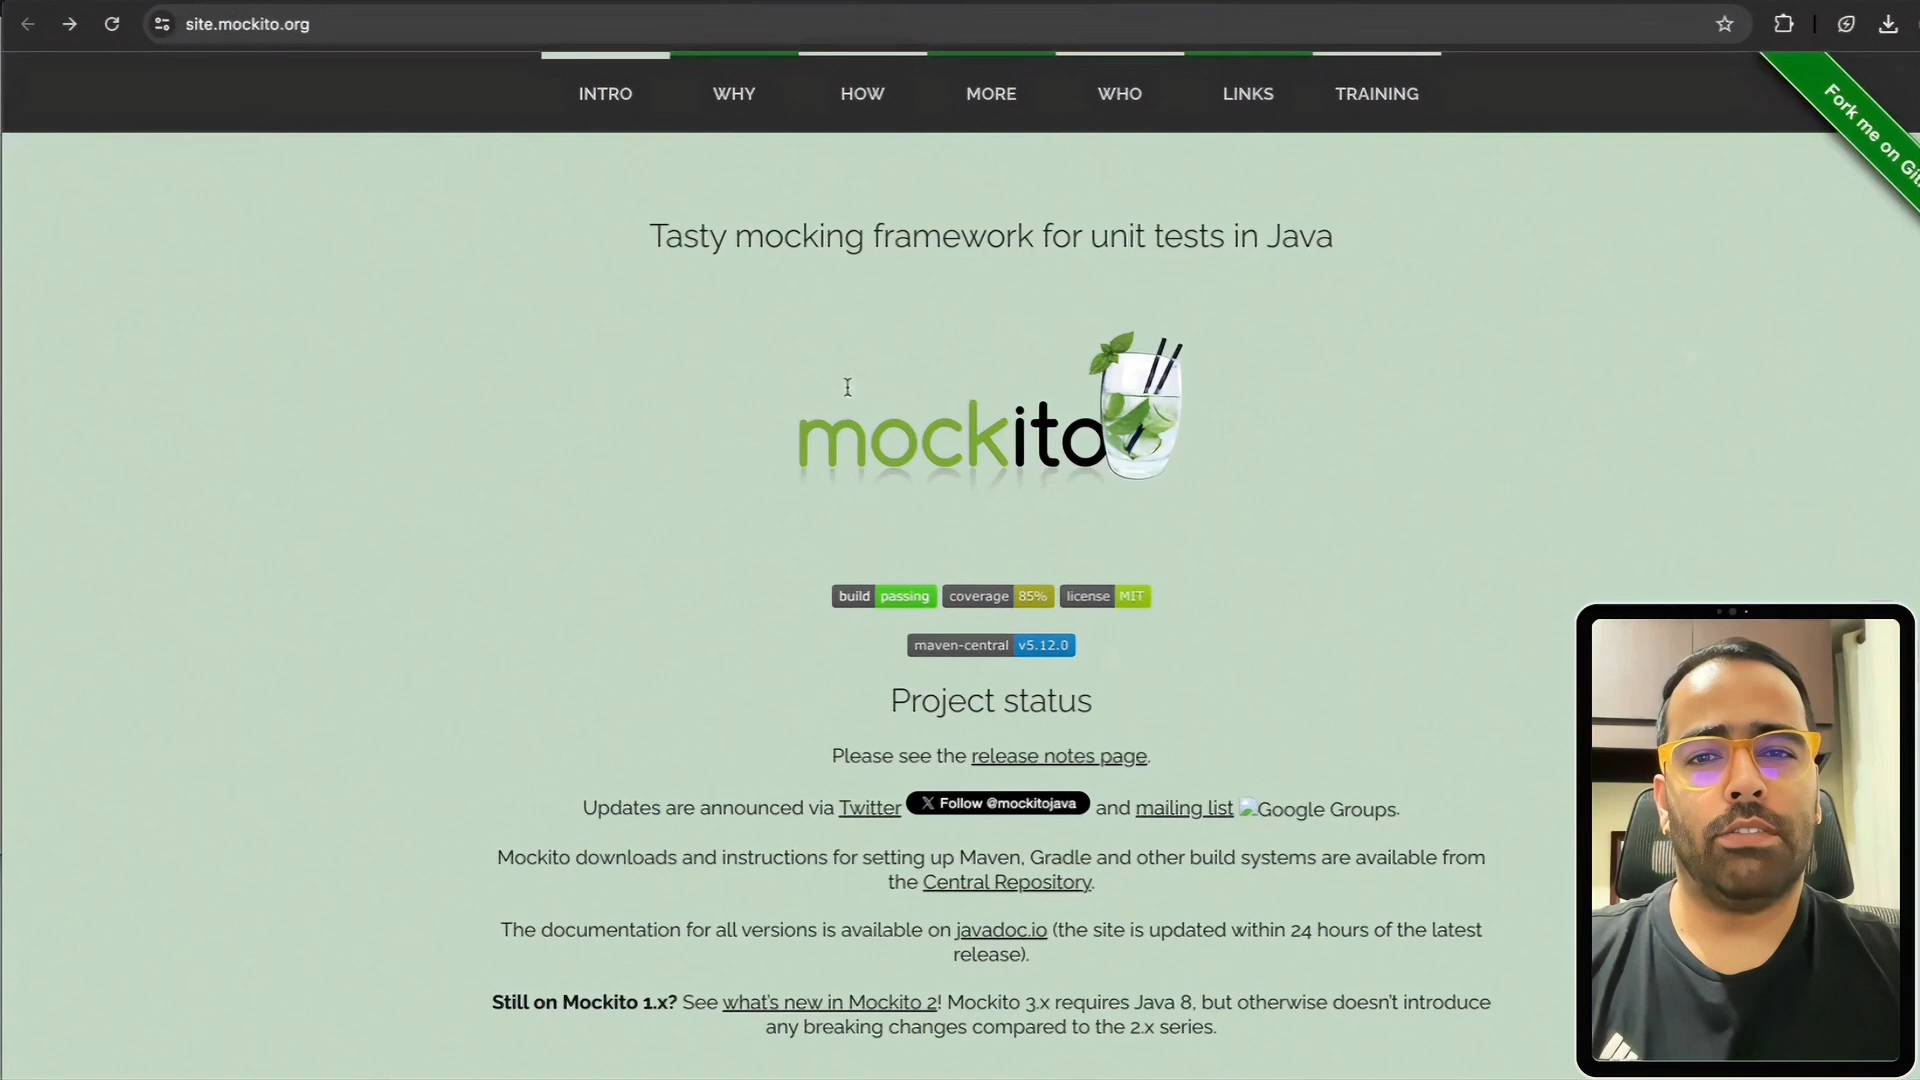 site.mockito.org
INTRO WHY HOW MORE WHO LINKS TRAINING
Fork me on Git
Tasty mocking framework for unit tests in Java
mockito
build passing coverage 85% license MIT
maven-central v5.12.0
Project status
Please see the release notes page.
Updates are announced via Twitter X Follow @mockitojava and mailing list Google Groups.
Mockito downloads and instructions for setting up Maven, Gradle and other build systems are available from
the Central Repository.
The documentation for all versions is available on javadoc.io (the site is updated within 24 hours of the latest
release).
Still on Mockito 1.x? See what's new in Mockito 2! Mockito 3.x requires Java 8, but otherwise doesn't introduce
any breaking changes compared to the 2.x series.